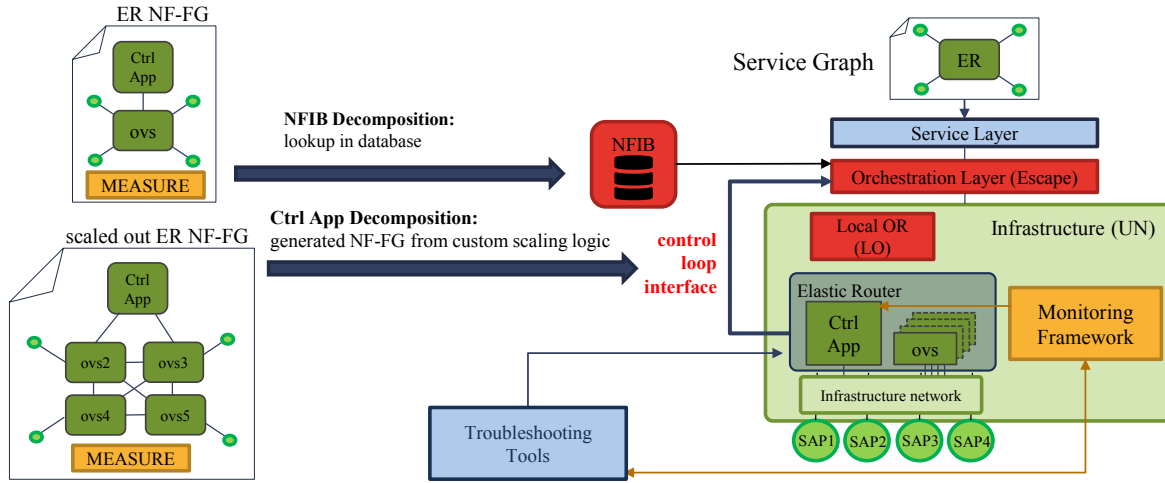 ER NF-FG
Ctrl
App
ovs
MEASURE
scaled out ER NF-FG
Ctrl
App
ovs2
ovs3
ovs4
ovs5
MEASURE
NFIB Decomposition:
lookup in database
Ctrl App Decomposition:
generated NF-FG from custom scaling logic
NFIB
control
loop
interface
Service Graph
ER
Service Layer
Orchestration Layer (Escape)
Infrastructure (UN)
Local OR
(LO)
Elastic Router
Ctrl
App
ovs
Monitoring
Framework
Infrastructure network
SAP1
SAP2
SAP3
SAP4
Troubleshooting
Tools